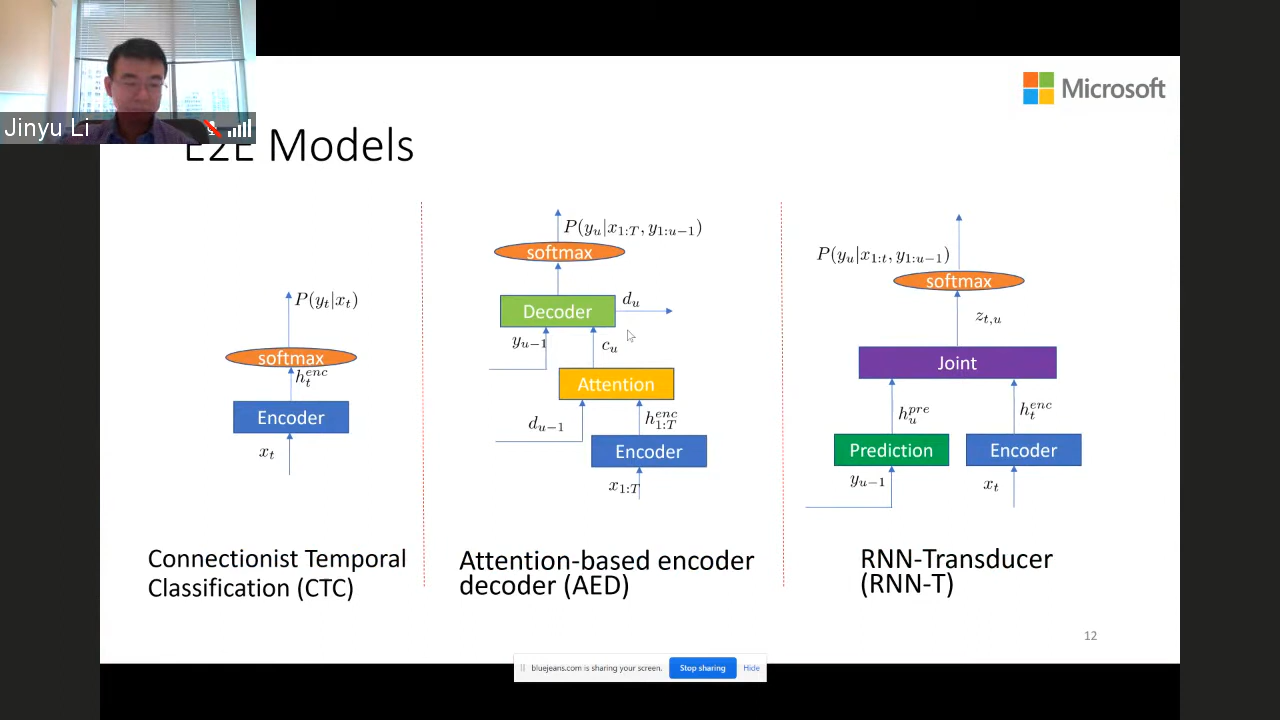 Jinyu Li
Microsoft
E2E Models
P(y_t|x_t)
softmax
h_t^{enc}
Encoder
x_t
Connectionist Temporal
Classification (CTC)
P(y_u|x_{1:T}, y_{1:u-1})
softmax
Decoder
d_u
y_{u-1}
c_u
Attention
d_{u-1}
h_{1:T}^{enc}
Encoder
x_{1:T}
Attention-based encoder
decoder (AED)
P(y_u|x_{1:t}, y_{1:u-1})
softmax
z_{t,u}
Joint
h_u^{pre}
h_t^{enc}
Prediction
Encoder
y_{u-1}
x_t
RNN-Transducer
(RNN-T)
12
bluejeans.com is sharing your screen.
Stop sharing
Hide